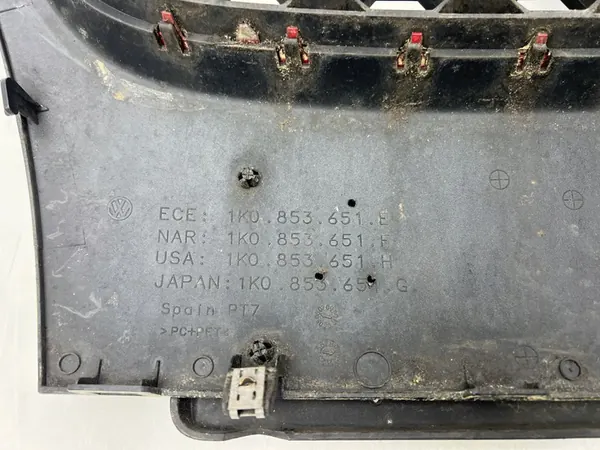 ECE: 1K0.853.651.E
NAR: 1K0.853.651.F
USA: 1K0.853.651.H
JAPAN: 1K0.853.651.G
Spain PT7
>PC+PET<